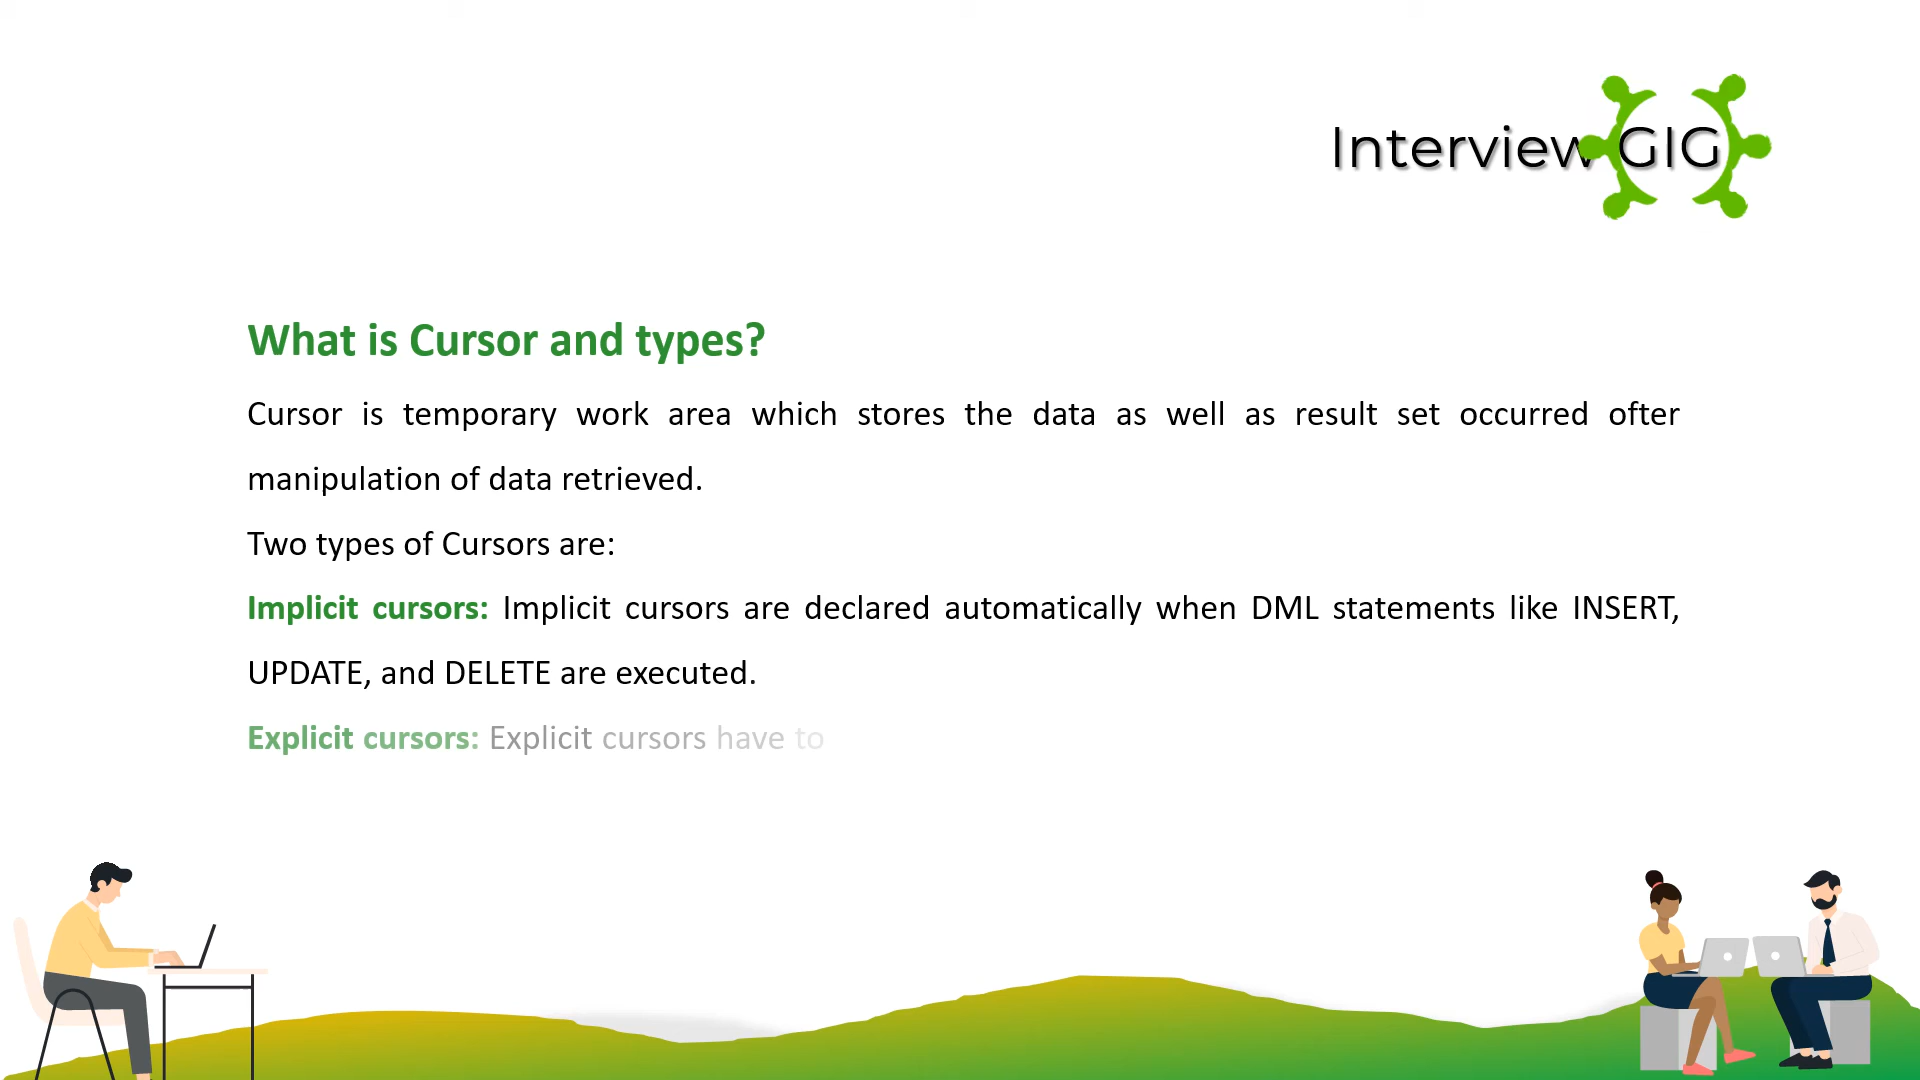 Interview GIG
What is Cursor and types?
Cursor is temporary work area which stores the data as well as result set occurred ofter
manipulation of data retrieved.
Two types of Cursors are:
Implicit cursors: Implicit cursors are declared automatically when DML statements like INSERT,
UPDATE, and DELETE are executed.
Explicit cursors: Explicit cursors have to